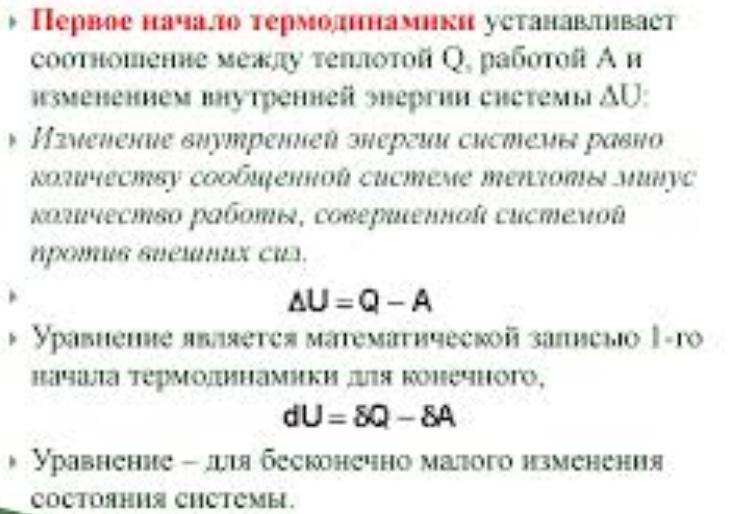 Первое начало термодинамики устанавливает
соотношение между теплотой Q, работой А и
изменением внутренней энергии системы ΔU:
Изменение внутренней энергии системы равно
количеству сообщенной системе теплоты минус
количество работы, совершенной системой
против внешних сил.
ΔU = Q – A
Уравнение является математической записью 1-го
начала термодинамики для конечного,
dU = δQ – δA
Уравнение – для бесконечно малого изменения
состояния системы.